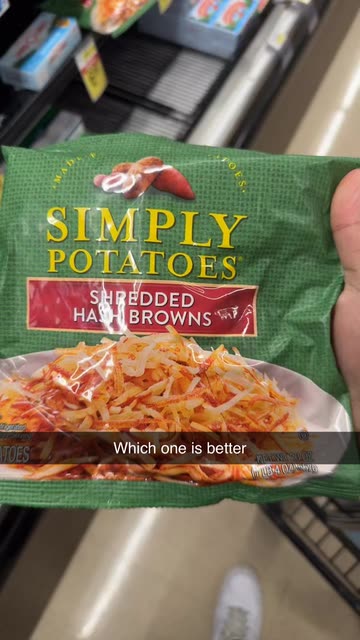 SIMPLY
POTATOES
SHREDDED
HASH BROWNS
Which one is better